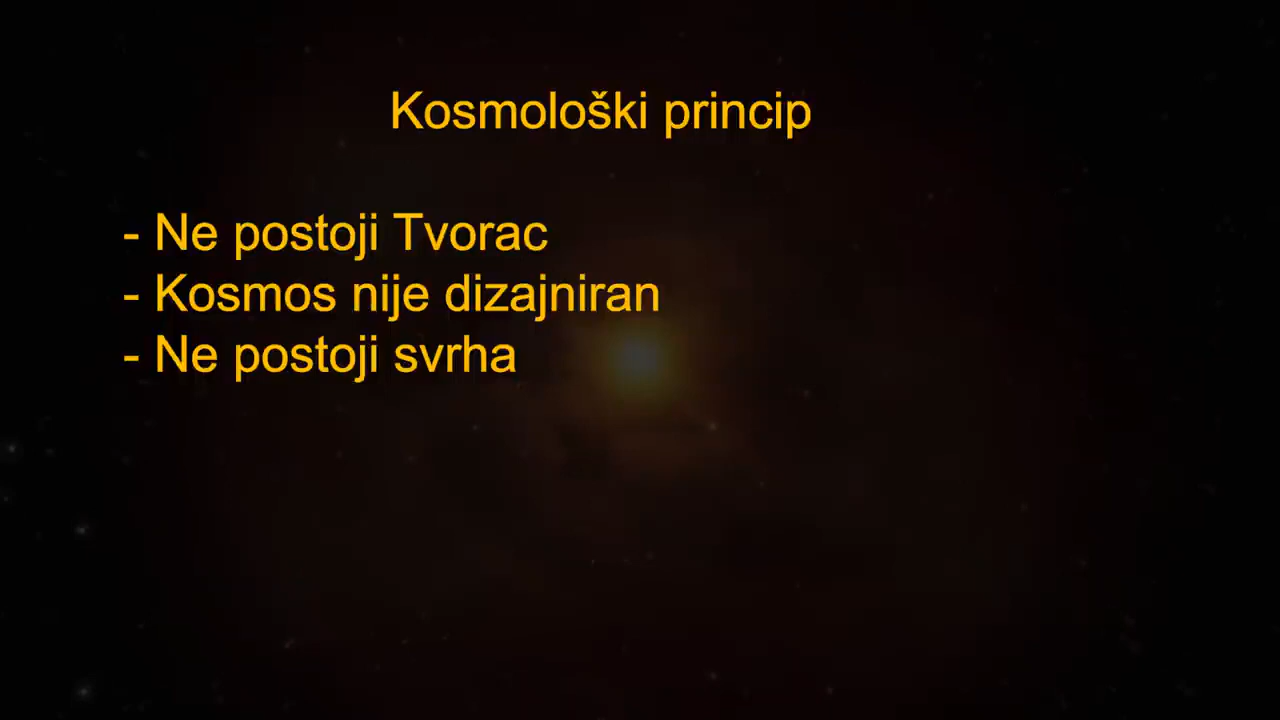 Kosmološki princip
- Ne postoji Tvorac
- Kosmos nije dizajniran
- Ne postoji svrha